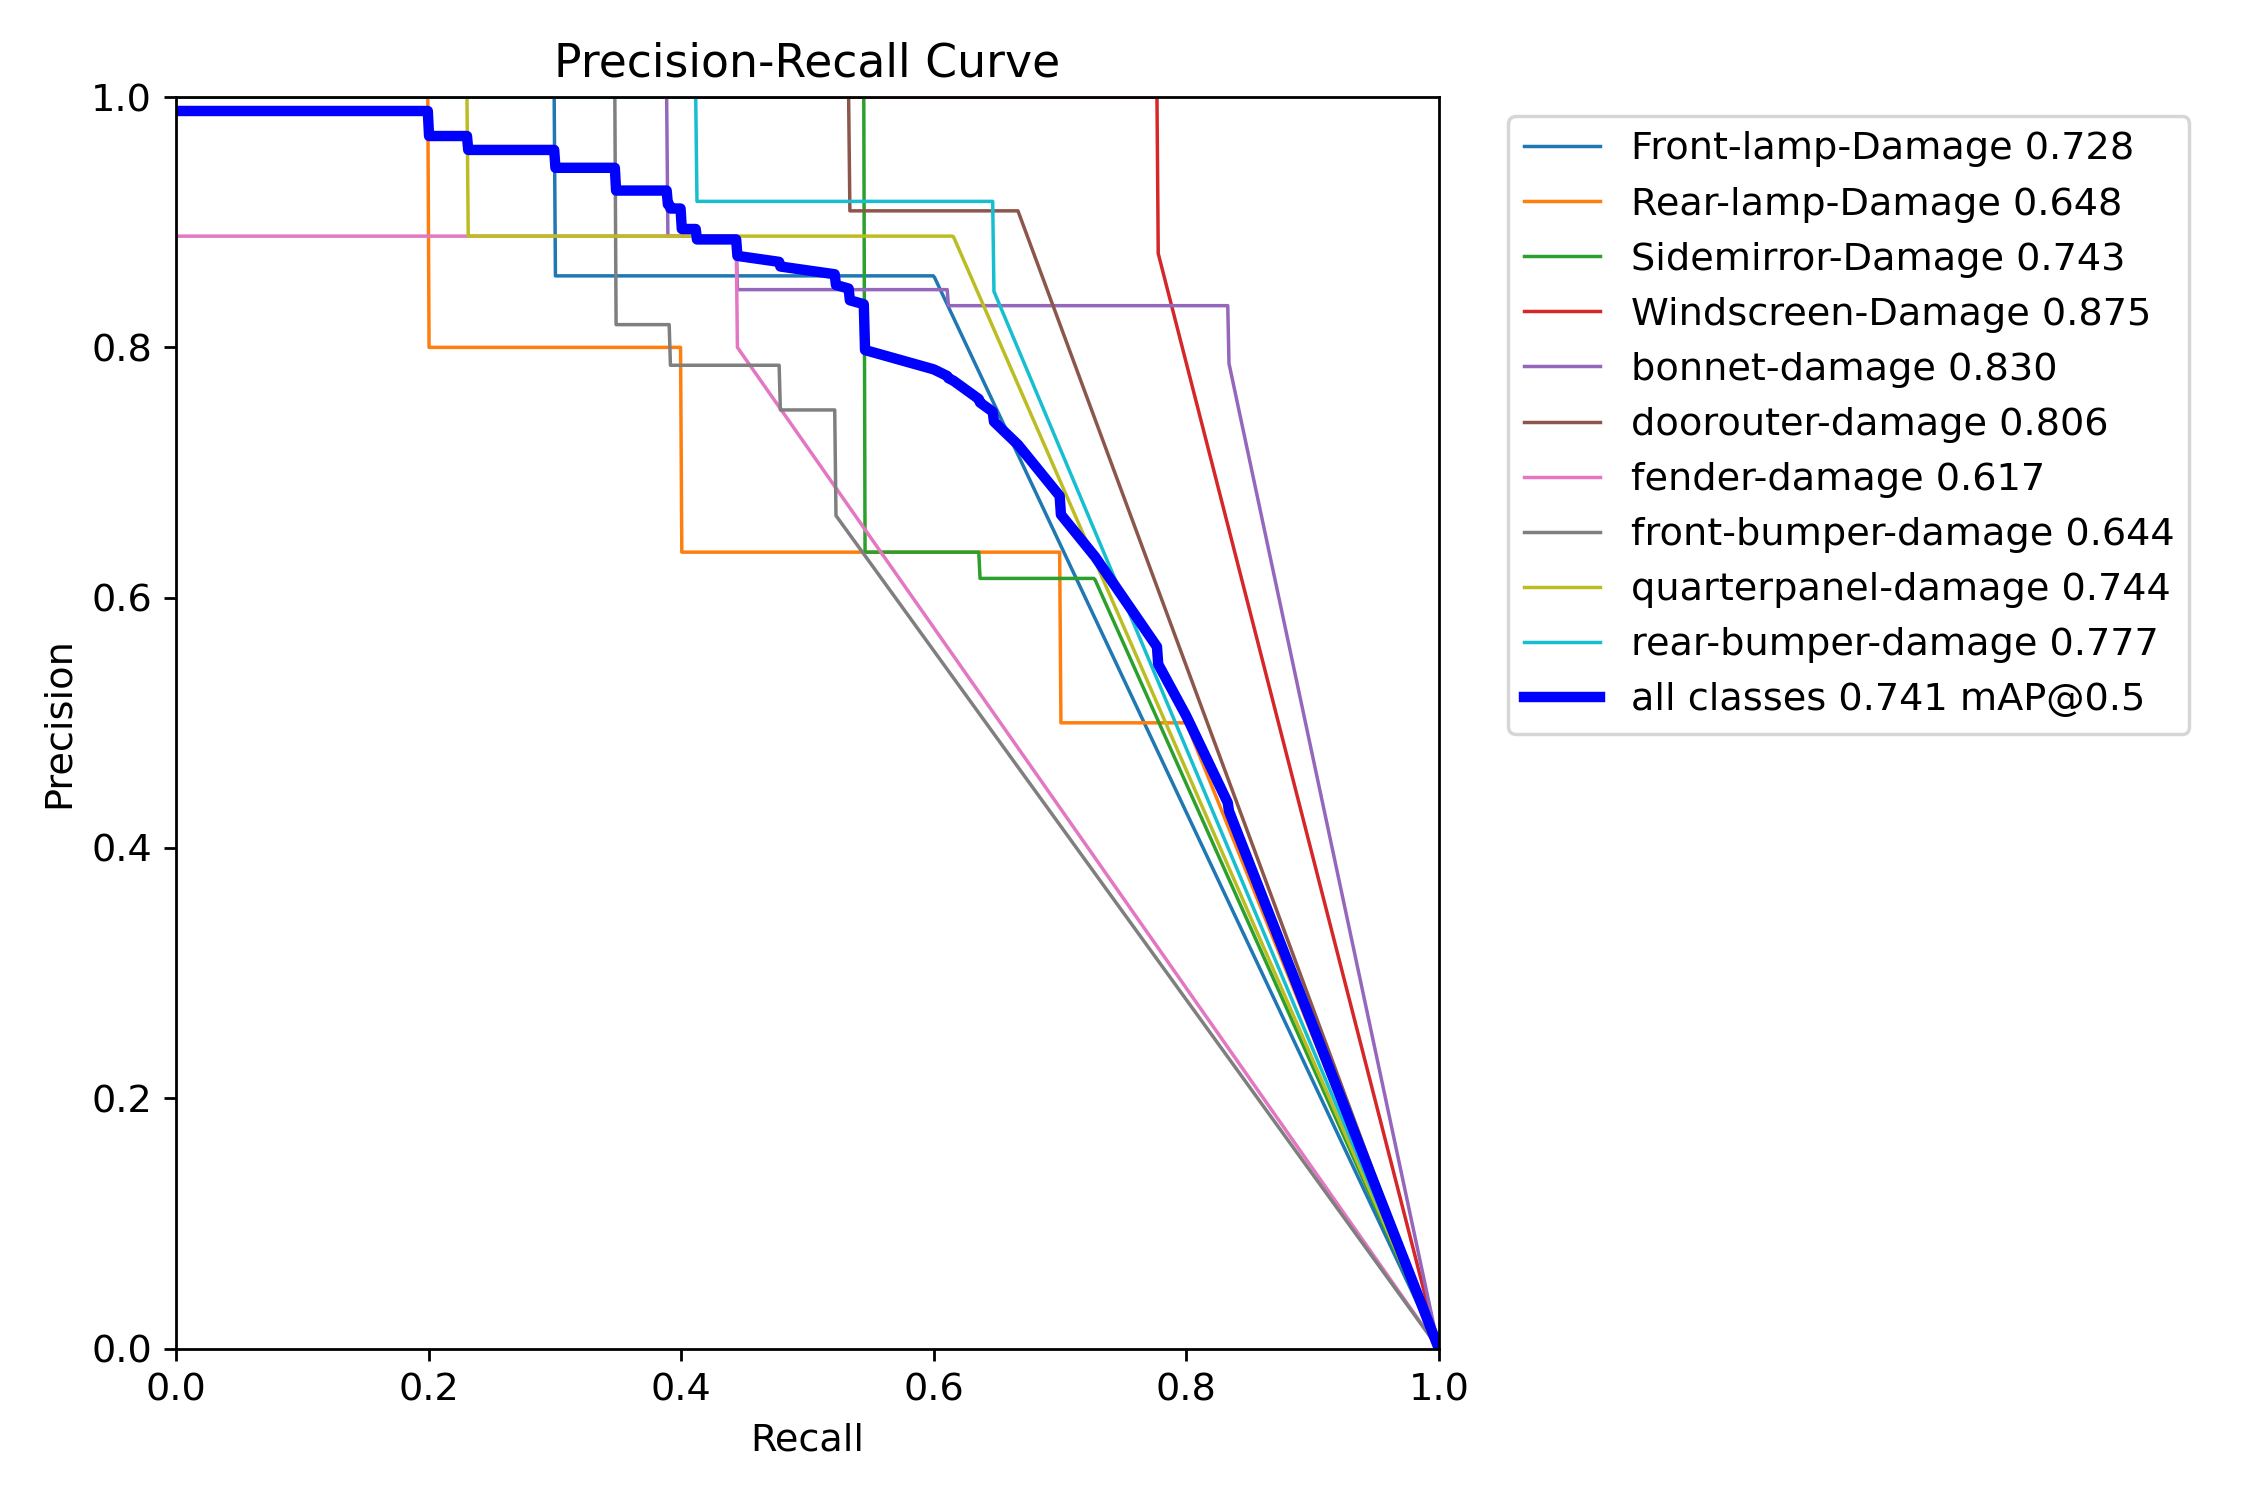 Precision-Recall Curve
1.0
0.8
0.6
0.4
0.2
0.0
Precision
0.0 0.2 0.4 0.6 0.8 1.0
Recall
Front-lamp-Damage 0.728
Rear-lamp-Damage 0.648
Sidemirror-Damage 0.743
Windscreen-Damage 0.875
bonnet-damage 0.830
doorouter-damage 0.806
fender-damage 0.617
front-bumper-damage 0.644
quarterpanel-damage 0.744
rear-bumper-damage 0.777
all classes 0.741 mAP@0.5